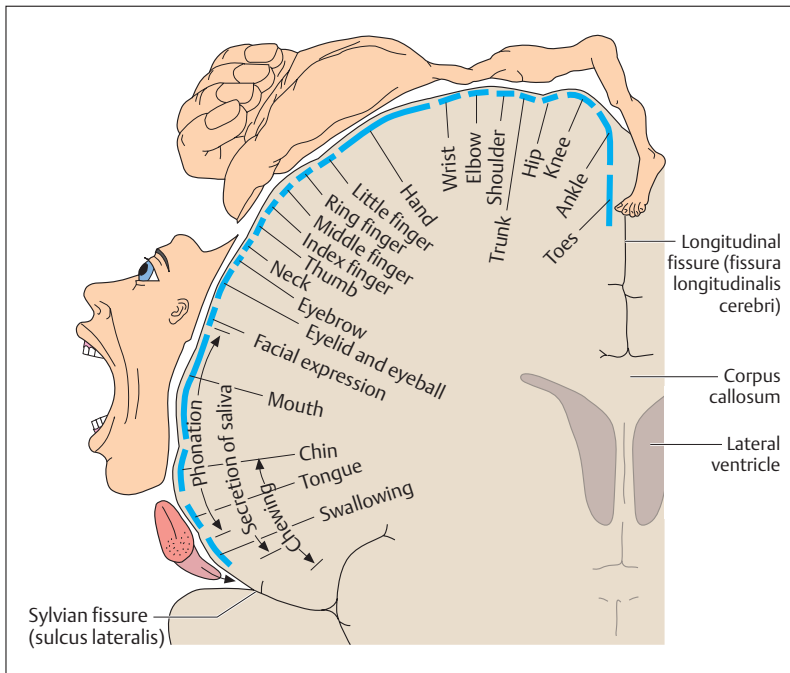 Wrist
Elbow
Shoulder
Trunk
Hip
Knee
Ankle
Toes
Hand
Little finger
Ring finger
Middle finger
Index finger
Thumb
Neck
Eyebrow
Eyelid and eyeball
Facial expression
Mouth
Phonation
Secretion of saliva
Chin
Tongue
Chewing
Swallowing
Longitudinal
fissure (fissura
longitudinalis
cerebri)
Corpus
callosum
Lateral
ventricle
Sylvian fissure
(sulcus lateralis)